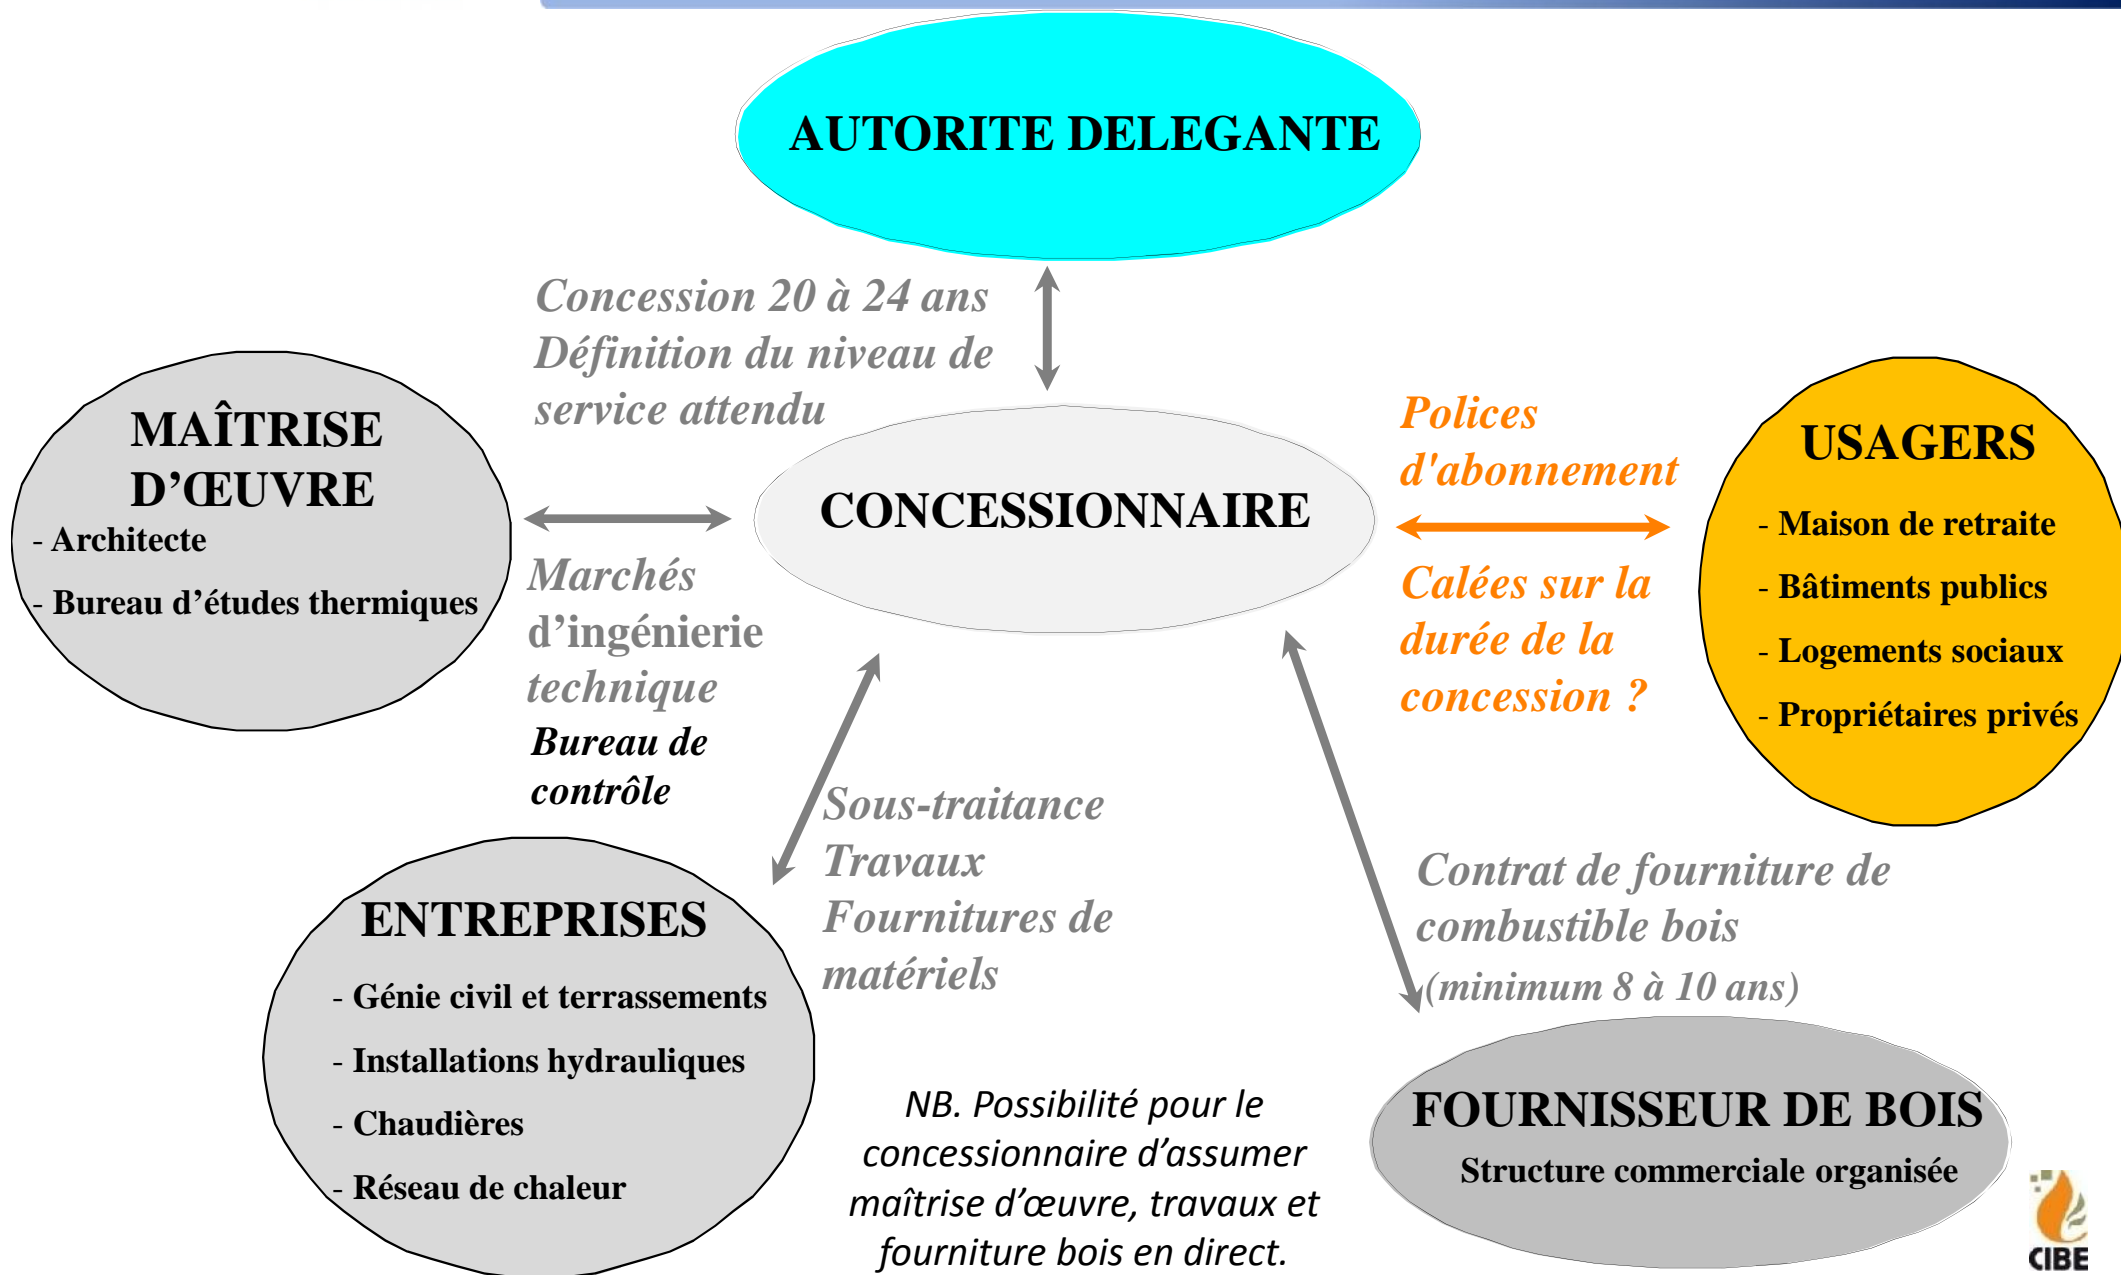 AUTORITE DELEGANTE
Concession 20 à 24 ans
Définition du niveau de
service attendu
MAÎTRISE
D’ŒUVRE
- Architecte
- Bureau d’études thermiques
Marchés
d’ingénierie
technique
Bureau de
contrôle
CONCESSIONNAIRE
Polices
d'abonnement
Calées sur la
durée de la
concession ?
USAGERS
- Maison de retraite
- Bâtiments publics
- Logements sociaux
- Propriétaires privés
ENTREPRISES
- Génie civil et terrassements
- Installations hydrauliques
- Chaudières
- Réseau de chaleur
Sous-traitance
Travaux
Fournitures de
matériels
Contrat de fourniture de
combustible bois
(minimum 8 à 10 ans)
FOURNISSEUR DE BOIS
Structure commerciale organisée
NB. Possibilité pour le
concessionnaire d’assumer
maîtrise d’œuvre, travaux et
fourniture bois en direct.
CIBE